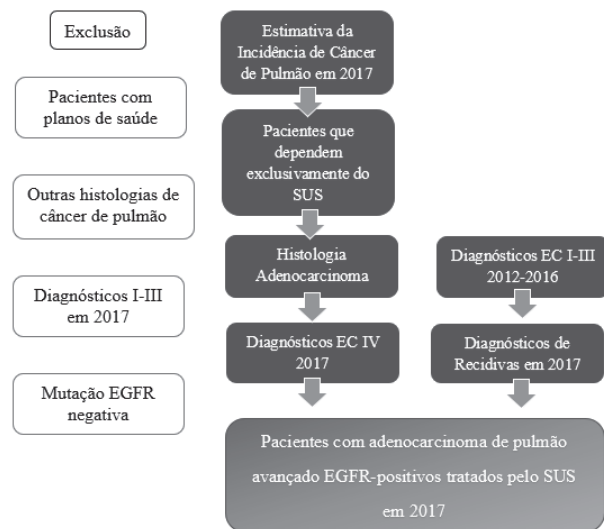 Exclusão
Pacientes com
planos de saúde
Outras histologias de
câncer de pulmão
Diagnósticos I-III
em 2017
Mutação EGFR
negativa
Estimativa da
Incidência de Câncer
de Pulmão em 2017
Pacientes que
dependem
exclusivamente do
SUS
Histologia
Adenocarcinoma
Diagnósticos EC IV
2017
Diagnósticos EC I-III
2012-2016
Diagnósticos de
Recidivas em 2017
Pacientes com adenocarcinoma de pulmão
avançado EGFR-positivos tratados pelo SUS
em 2017